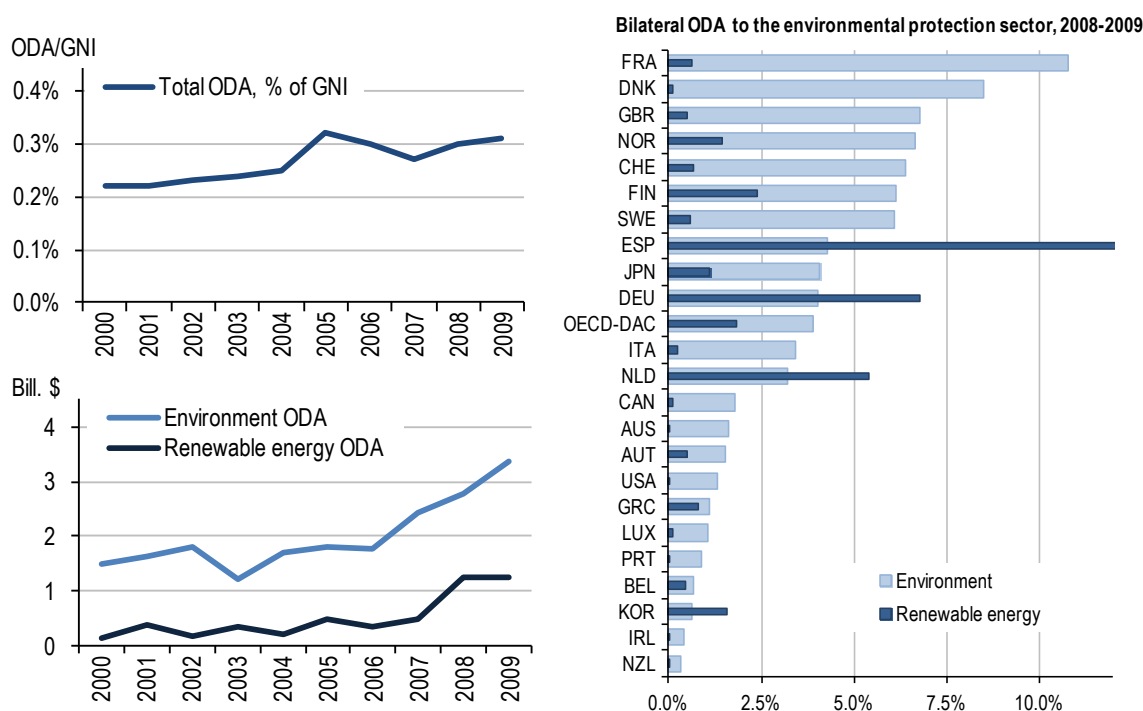 ODA/GNI
Total ODA, % of GNI
0.4%
0.3%
0.2%
0.1%
0.0%
2000
2001
2002
2003
2004
2005
2006
2007
2008
2009
Bill. $
Environment ODA
Renewable energy ODA
4
3
2
1
0
2000
2001
2002
2003
2004
2005
2006
2007
2008
2009
Bilateral ODA to the environmental protection sector, 2008-2009
FRA
DNK
GBR
NOR
CHE
FIN
SWE
ESP
JPN
DEU
OECD-DAC
ITA
NLD
CAN
AUS
AUT
USA
GRC
LUX
PRT
BEL
KOR
IRL
NZL
Environment
Renewable energy
0.0% 2.5% 5.0% 7.5% 10.0%